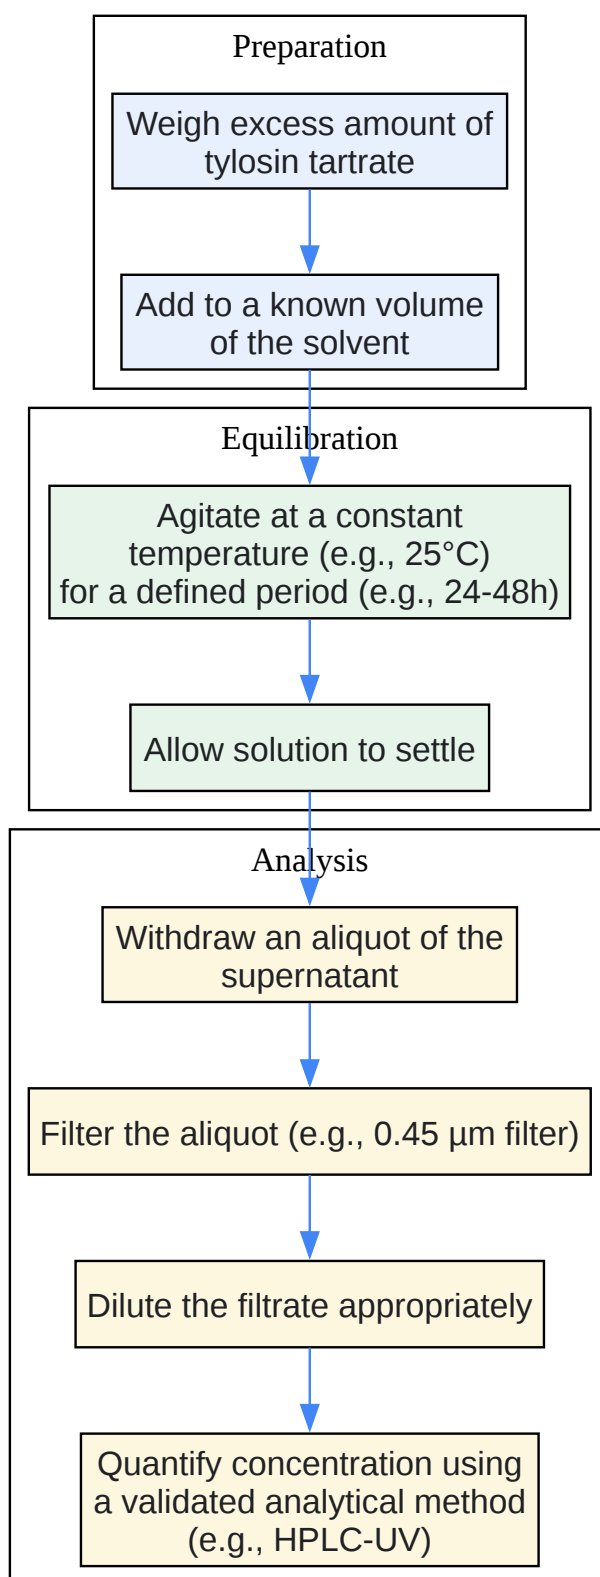 Preparation
Weigh excess amount of
tylosin tartrate
Add to a known volume
of the solvent
Equilibration
Agitate at a constant
temperature (e.g., 25°C)
for a defined period (e.g., 24-48h)
Allow solution to settle
Analysis
Withdraw an aliquot of the
supernatant
Filter the aliquot (e.g., 0.45 µm filter)
Dilute the filtrate appropriately
Quantify concentration using
a validated analytical method
(e.g., HPLC-UV)